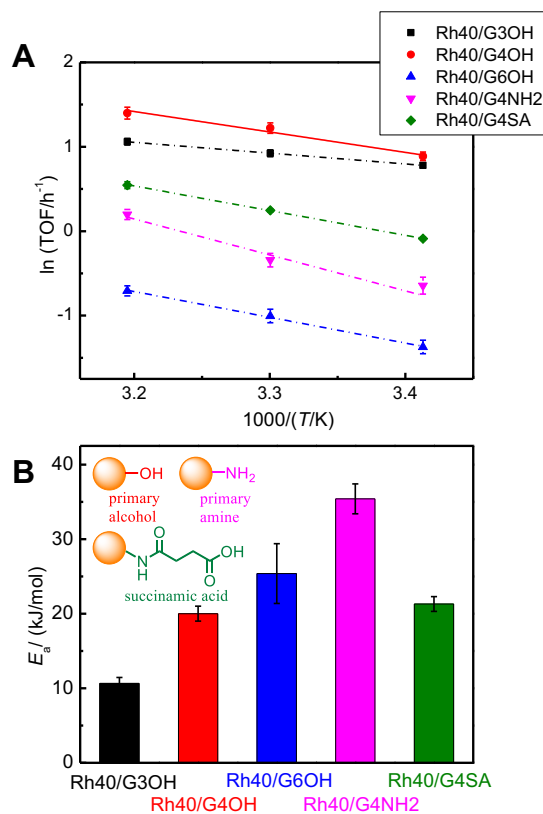 A
Rh40/G3OH
Rh40/G4OH
Rh40/G6OH
Rh40/G4NH2
Rh40/G4SA
2
1
0
-1
ln (TOF/h⁻¹)
3.2 3.3 3.4
1000/(T/K)
B
40
30
20
10
0
Eₐ/ (kJ/mol)
OH
primary
alcohol
NH₂
primary
amine
O
OH
N
H
O
succinamic acid
Rh40/G3OH Rh40/G6OH Rh40/G4SA
Rh40/G4OH Rh40/G4NH2